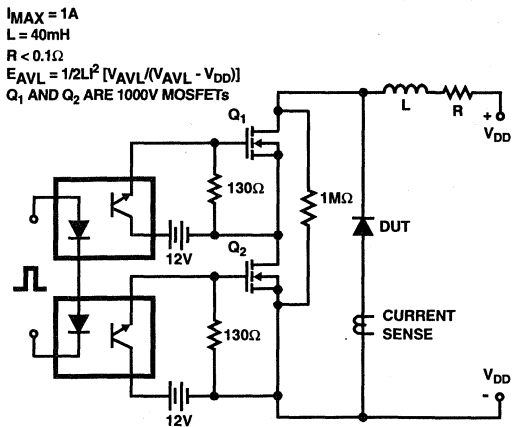 IMAX = 1A
L = 40mH
R < 0.1Ω
EAVL = 1/2LI² [VAVL/(VAVL - VDD)]
Q1 AND Q2 ARE 1000V MOSFETs
Q1
L
R
+
VDD
130Ω
1MΩ
DUT
12V
Q2
CURRENT
SENSE
130Ω
VDD
-
12V